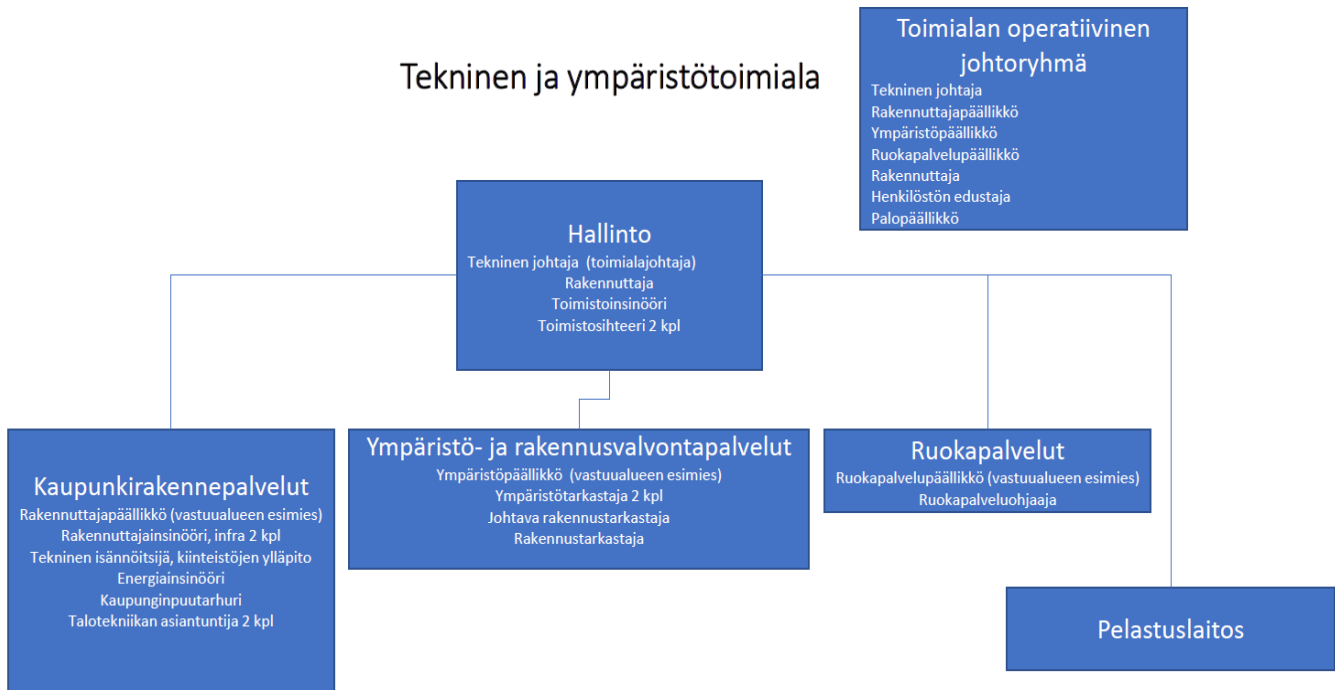 Tekninen ja ympäristötoimiala
Toimialan operatiivinen
johtoryhmä
Tekninen johtaja
Rakennuttajapäällikkö
Ympäristöpäällikkö
Ruokapalvelupäällikkö
Rakennuttaja
Henkilöstön edustaja
Palopäällikkö
Hallinto
Tekninen johtaja (toimialajohtaja)
Rakennuttaja
Toimistoinsinööri
Toimistosihteeri 2 kpl
Kaupunkirakennepalvelut
Rakennuttajapäällikkö (vastuualueen esimies)
Rakennuttajainsinööri, infra 2 kpl
Tekninen isännöitsijä, kiinteistöjen ylläpito
Energiainsinööri
Kaupunginpuutarhuri
Talotekniikan asiantuntija 2 kpl
Ympäristö- ja rakennusvalvontapalvelut
Ympäristöpäällikkö (vastuualueen esimies)
Ympäristötarkastaja 2 kpl
Johtava rakennustarkastaja
Rakennustarkastaja
Ruokapalvelut
Ruokapalvelupäällikkö (vastuualueen esimies)
Ruokapalveluohjaaja
Pelastuslaitos